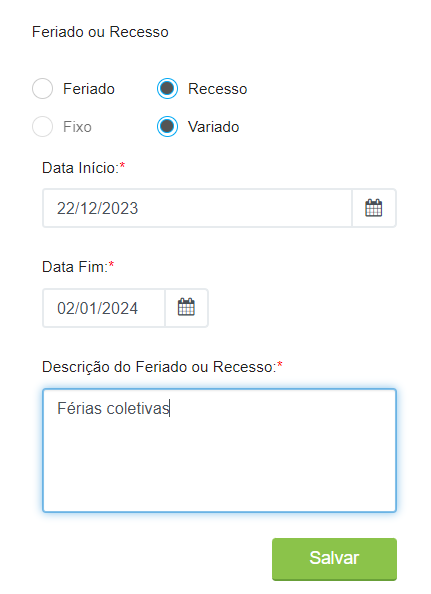 Feriado ou Recesso
Feriado Recesso
Fixo Variado
Data Início:*
22/12/2023
Data Fim:*
02/01/2024
Descrição do Feriado ou Recesso:*
Férias coletivas
Salvar